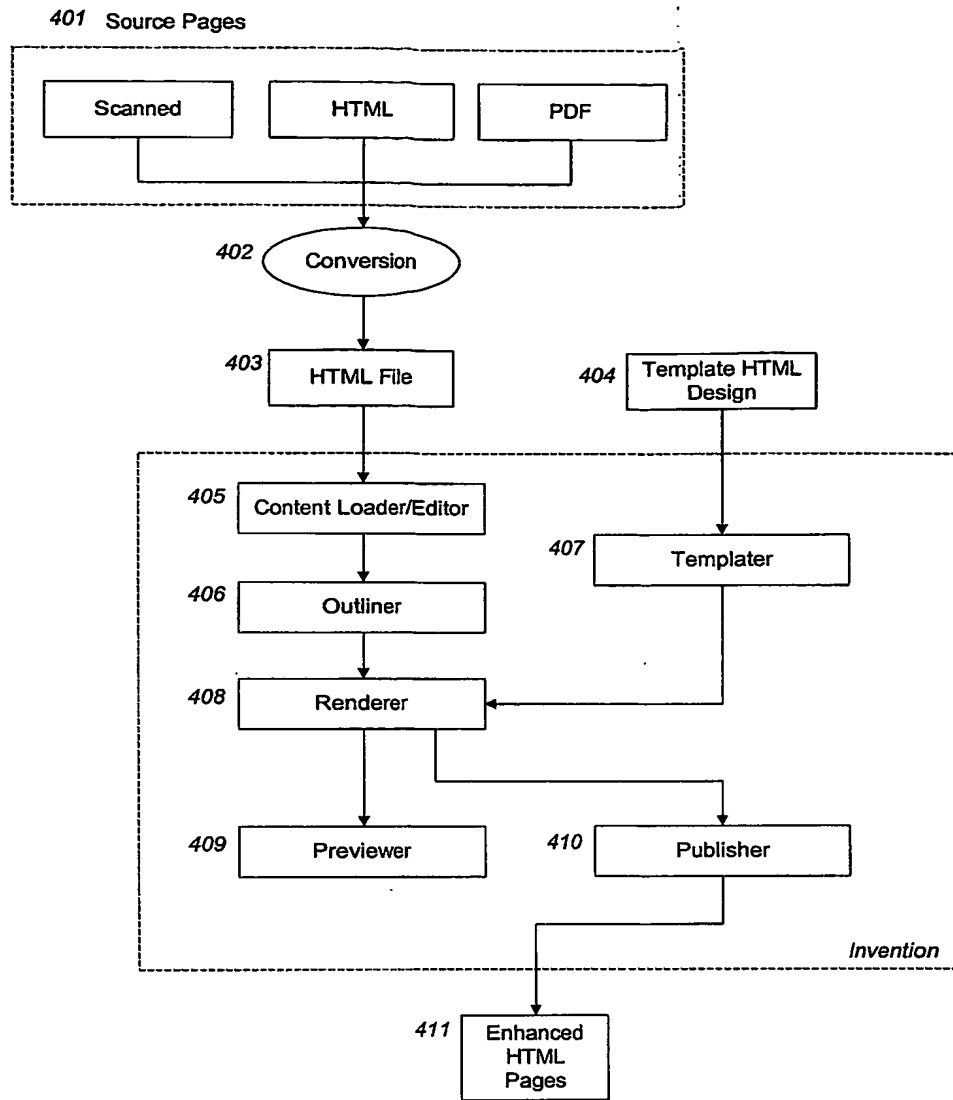 401 Source Pages
Scanned
HTML
PDF
402
Conversion
403
HTML File
404
Template HTML
Design
405
Content Loader/Editor
406
Outliner
407
Templater
408
Renderer
409
Previewer
410
Publisher
Invention
411
Enhanced
HTML
Pages